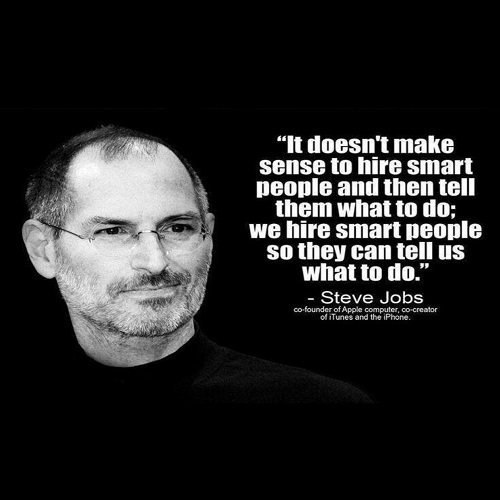 “It doesn't make
sense to hire smart
people and then tell
them what to do;
we hire smart people
so they can tell us
what to do.”
- Steve Jobs
co-founder of Apple computer, co-creator
of iTunes and the iPhone.